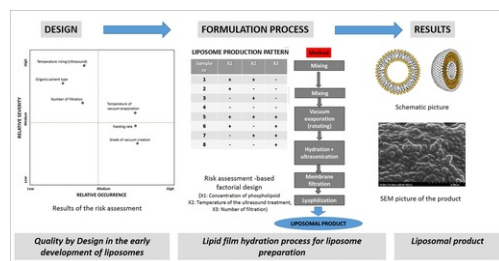 DESIGN
FORMULATION PROCESS
RESULTS
Temperature rising (ultrasound)
Organic solvent type
Number of filtration
Temperature of
vacuum evaporation
Feeding rate
Grade of vacuum creation
RELATIVE SEVERITY
High
Medium
Low
Low
Medium
High
RELATIVE OCCURRENCE
Results of the risk assessment
LIPOSOME PRODUCTION PATTERN
Sample
X1 X2 X3
1 + + -
2 + - -
3 - + -
4 - - -
5 + + +
6 + - +
7 - + +
8 - - +
Risk assessment -based
factorial design
(X1: Concentration of phospholipid
X2: Temperature of the ultrasound treatment,
X3: Number of filtration)
Method
Mixing
Mixing
Vacuum
evaporation
(rotating)
Hydration +
ultrasonication
Membrane
filtration
Lyophilization
LIPOSOMAL PRODUCT
Schematic picture
SEM picture of the product
Quality by Design in the early
development of liposomes
Lipid film hydration process for liposome
preparation
Liposomal product